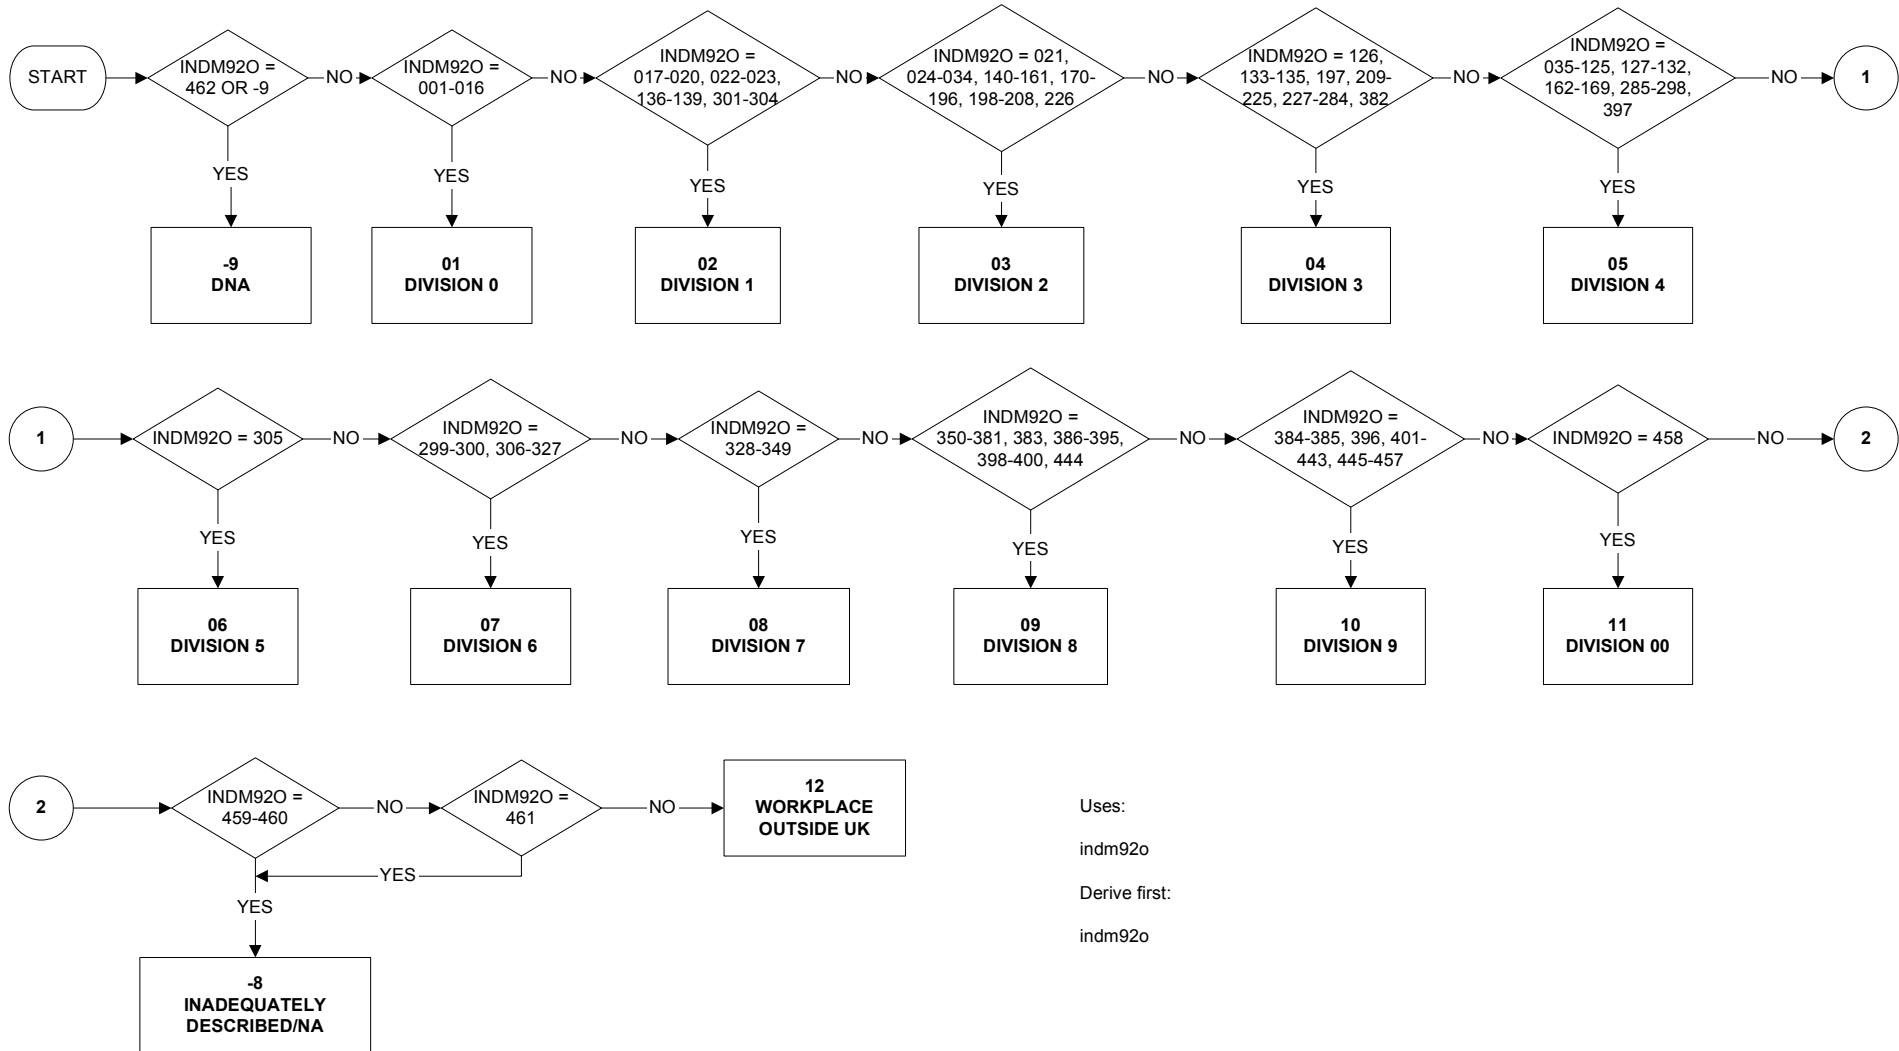 START
INDM92O =
462 OR -9
NO
INDM92O =
001-016
NO
INDM92O =
017-020, 022-023,
136-139, 301-304
NO
INDM92O = 021,
024-034, 140-161, 170-
196, 198-208, 226
NO
INDM92O = 126,
133-135, 197, 209-
225, 227-284, 382
NO
INDM92O =
035-125, 127-132,
162-169, 285-298,
397
NO
1
YES
YES
YES
YES
YES
YES
-9
DNA
01
DIVISION 0
02
DIVISION 1
03
DIVISION 2
04
DIVISION 3
05
DIVISION 4
1
INDM92O = 305
NO
INDM92O =
299-300, 306-327
NO
INDM92O =
328-349
NO
INDM92O =
350-381, 383, 386-395,
398-400, 444
NO
INDM92O =
384-385, 396, 401-
443, 445-457
NO
INDM92O = 458
NO
2
YES
YES
YES
YES
YES
YES
06
DIVISION 5
07
DIVISION 6
08
DIVISION 7
09
DIVISION 8
10
DIVISION 9
11
DIVISION 00
2
INDM92O =
459-460
NO
INDM92O =
461
NO
12
WORKPLACE
OUTSIDE UK
YES
YES
-8
INADEQUATELY
DESCRIBED/NA
Uses:
indm92o
Derive first:
indm92o